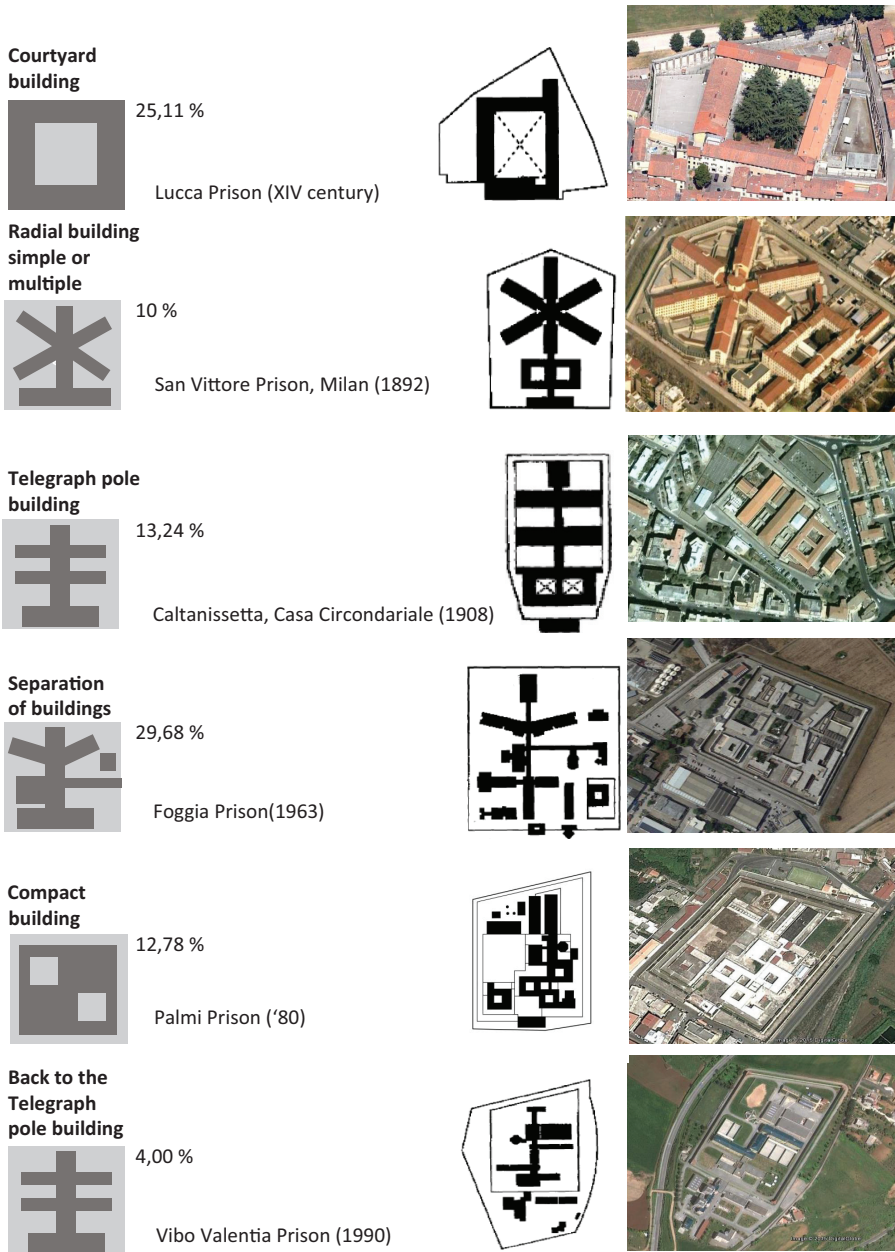 Courtyard
building
25,11 %
Lucca Prison (XIV century)
Radial building
simple or
multiple
10 %
San Vittore Prison, Milan (1892)
Telegraph pole
building
13,24 %
Caltanissetta, Casa Circondariale (1908)
Separation
of buildings
29,68 %
Foggia Prison(1963)
Compact
building
12,78 %
Palmi Prison (‘80)
Back to the
Telegraph
pole building
4,00 %
Vibo Valentia Prison (1990)